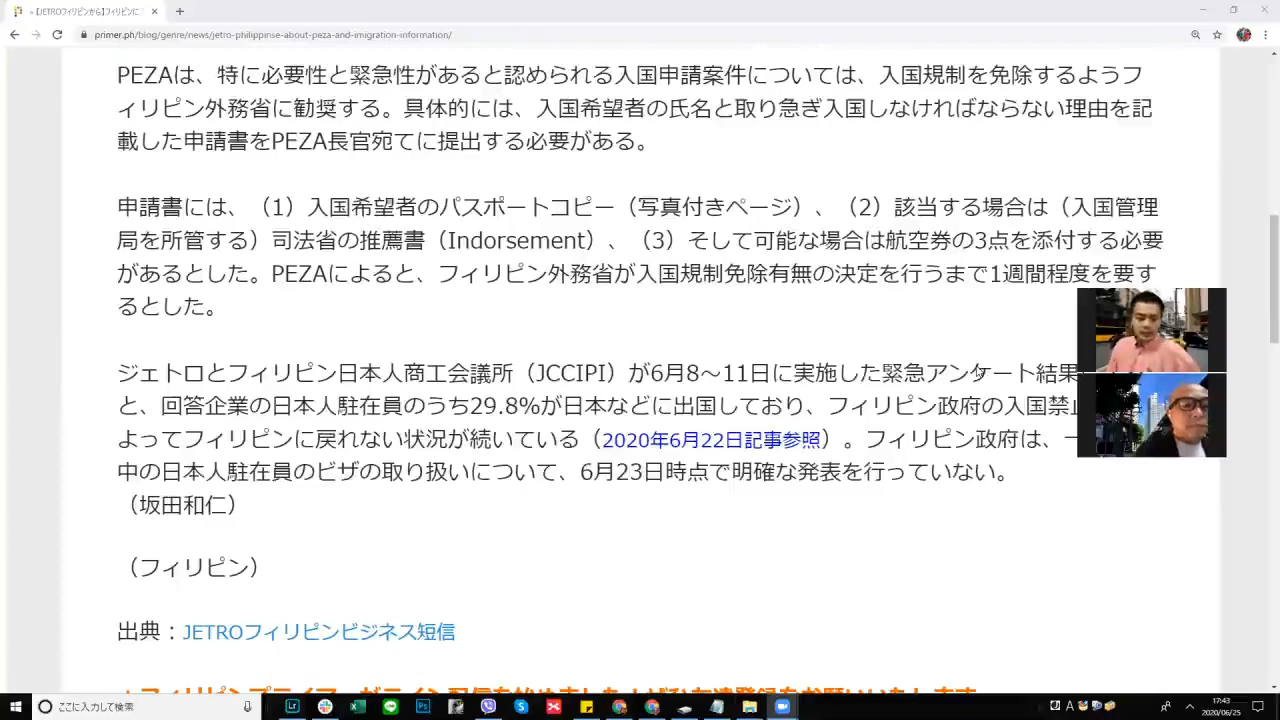 【JETROフィリピンから】フィリピンに
primer.ph/blog/genre/news/jetro-philippinse-about-peza-and-imigration-information/
PEZAは、特に必要性と緊急性があると認められる入国申請案件については、入国規制を免除するようフ
ィリピン外務省に勧奨する。具体的には、入国希望者の氏名と取り急ぎ入国しなければならない理由を記
載した申請書をPEZA長官宛てに提出する必要がある。
申請書には、（1）入国希望者のパスポートコピー（写真付きページ）、（2）該当する場合は（入国管理
局を所管する）司法省の推薦書（Indorsement）、（3）そして可能な場合は航空券の3点を添付する必要
があるとした。PEZAによると、フィリピン外務省が入国規制免除有無の決定を行うまで1週間程度を要す
るとした。
ジェトロとフィリピン日本人商工会議所（JCCIPI）が6月8～11日に実施した緊急アンケート結果
と、回答企業の日本人駐在員のうち29.8%が日本などに出国しており、フィリピン政府の入国禁止
よってフィリピンに戻れない状況が続いている（2020年6月22日記事参照）。フィリピン政府は、一
中の日本人駐在員のビザの取り扱いについて、6月23日時点で明確な発表を行っていない。
（坂田和仁）
（フィリピン）
出典：JETROフィリピンビジネス短信
ここに入力して検索
17:43
2020/06/25